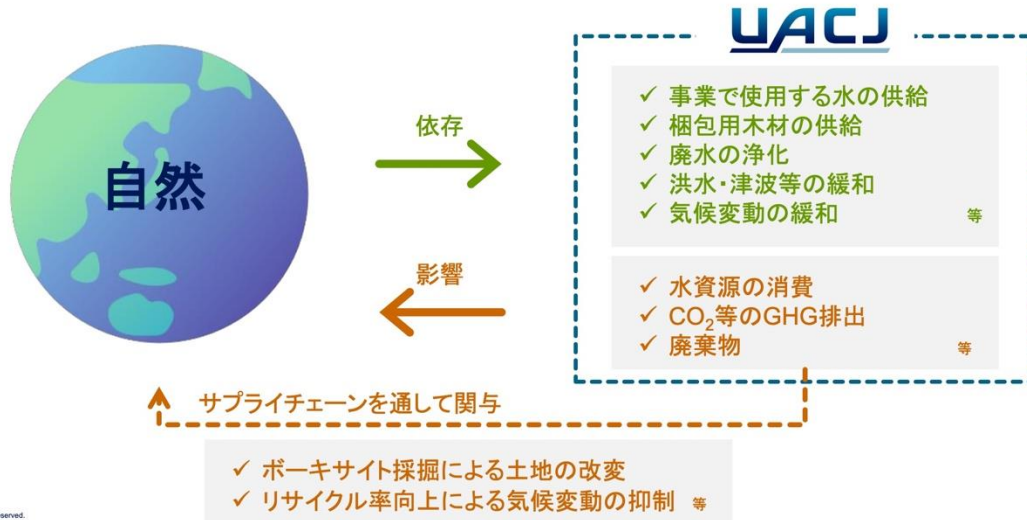 UACJ
自然
依存
✓ 事業で使用する水の供給
✓ 梱包用木材の供給
✓ 廃水の浄化
✓ 洪水・津波等の緩和
✓ 気候変動の緩和 等
影響
✓ 水資源の消費
✓ CO₂等のGHG排出
✓ 廃棄物 等
サプライチェーンを通して関与
✓ ボーキサイト採掘による土地の改変
✓ リサイクル率向上による気候変動の抑制 等
served.